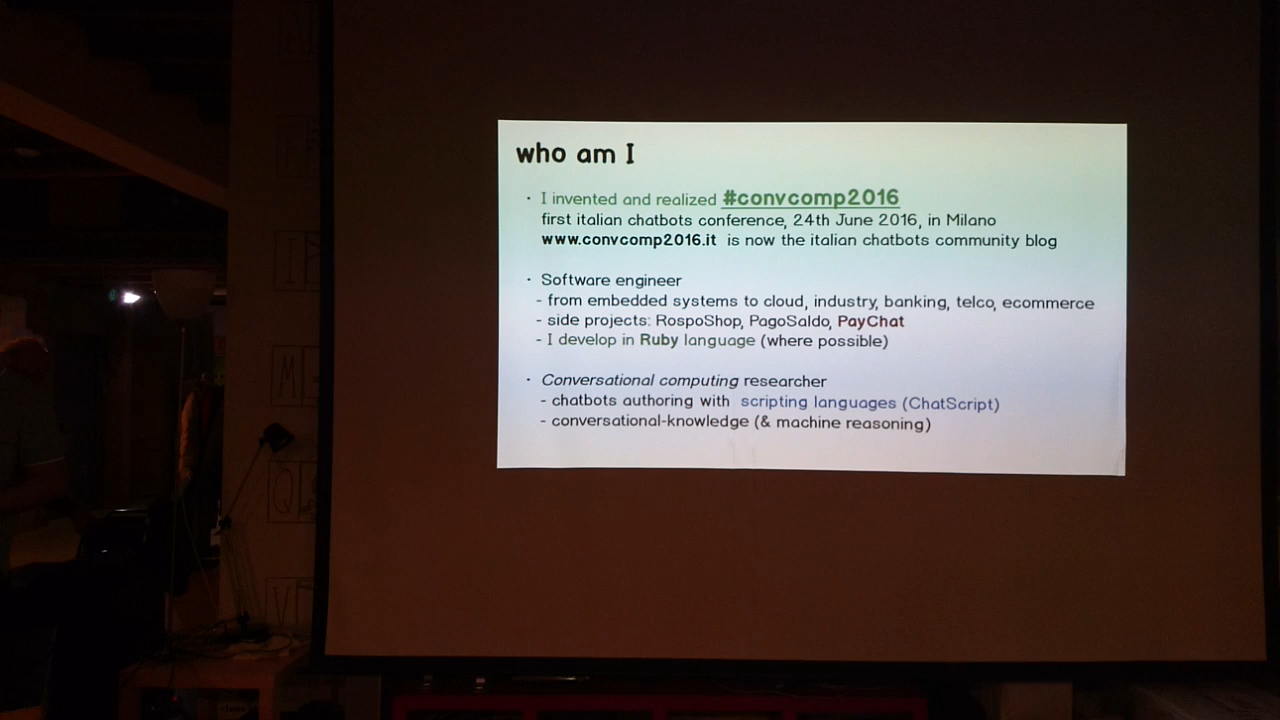 who am I
· I invented and realized #convcomp2016
first italian chatbots conference, 24th June 2016, in Milano
www.convcomp2016.it is now the italian chatbots community blog
· Software engineer
- from embedded systems to cloud, industry, banking, telco, ecommerce
- side projects: RospoShop, PagoSaldo, PayChat
- I develop in Ruby language (where possible)
· Conversational computing researcher
- chatbots authoring with scripting languages (ChatScript)
- conversational-knowledge (& machine reasoning)
M
Q